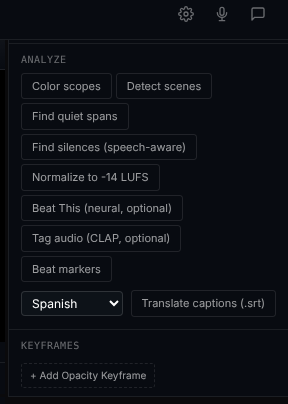 ANALYZE
Color scopes Detect scenes
Find quiet spans
Find silences (speech-aware)
Normalize to -14 LUFS
Beat This (neural, optional)
Tag audio (CLAP, optional)
Beat markers
Spanish Translate captions (.srt)
KEYFRAMES
+ Add Opacity Keyframe